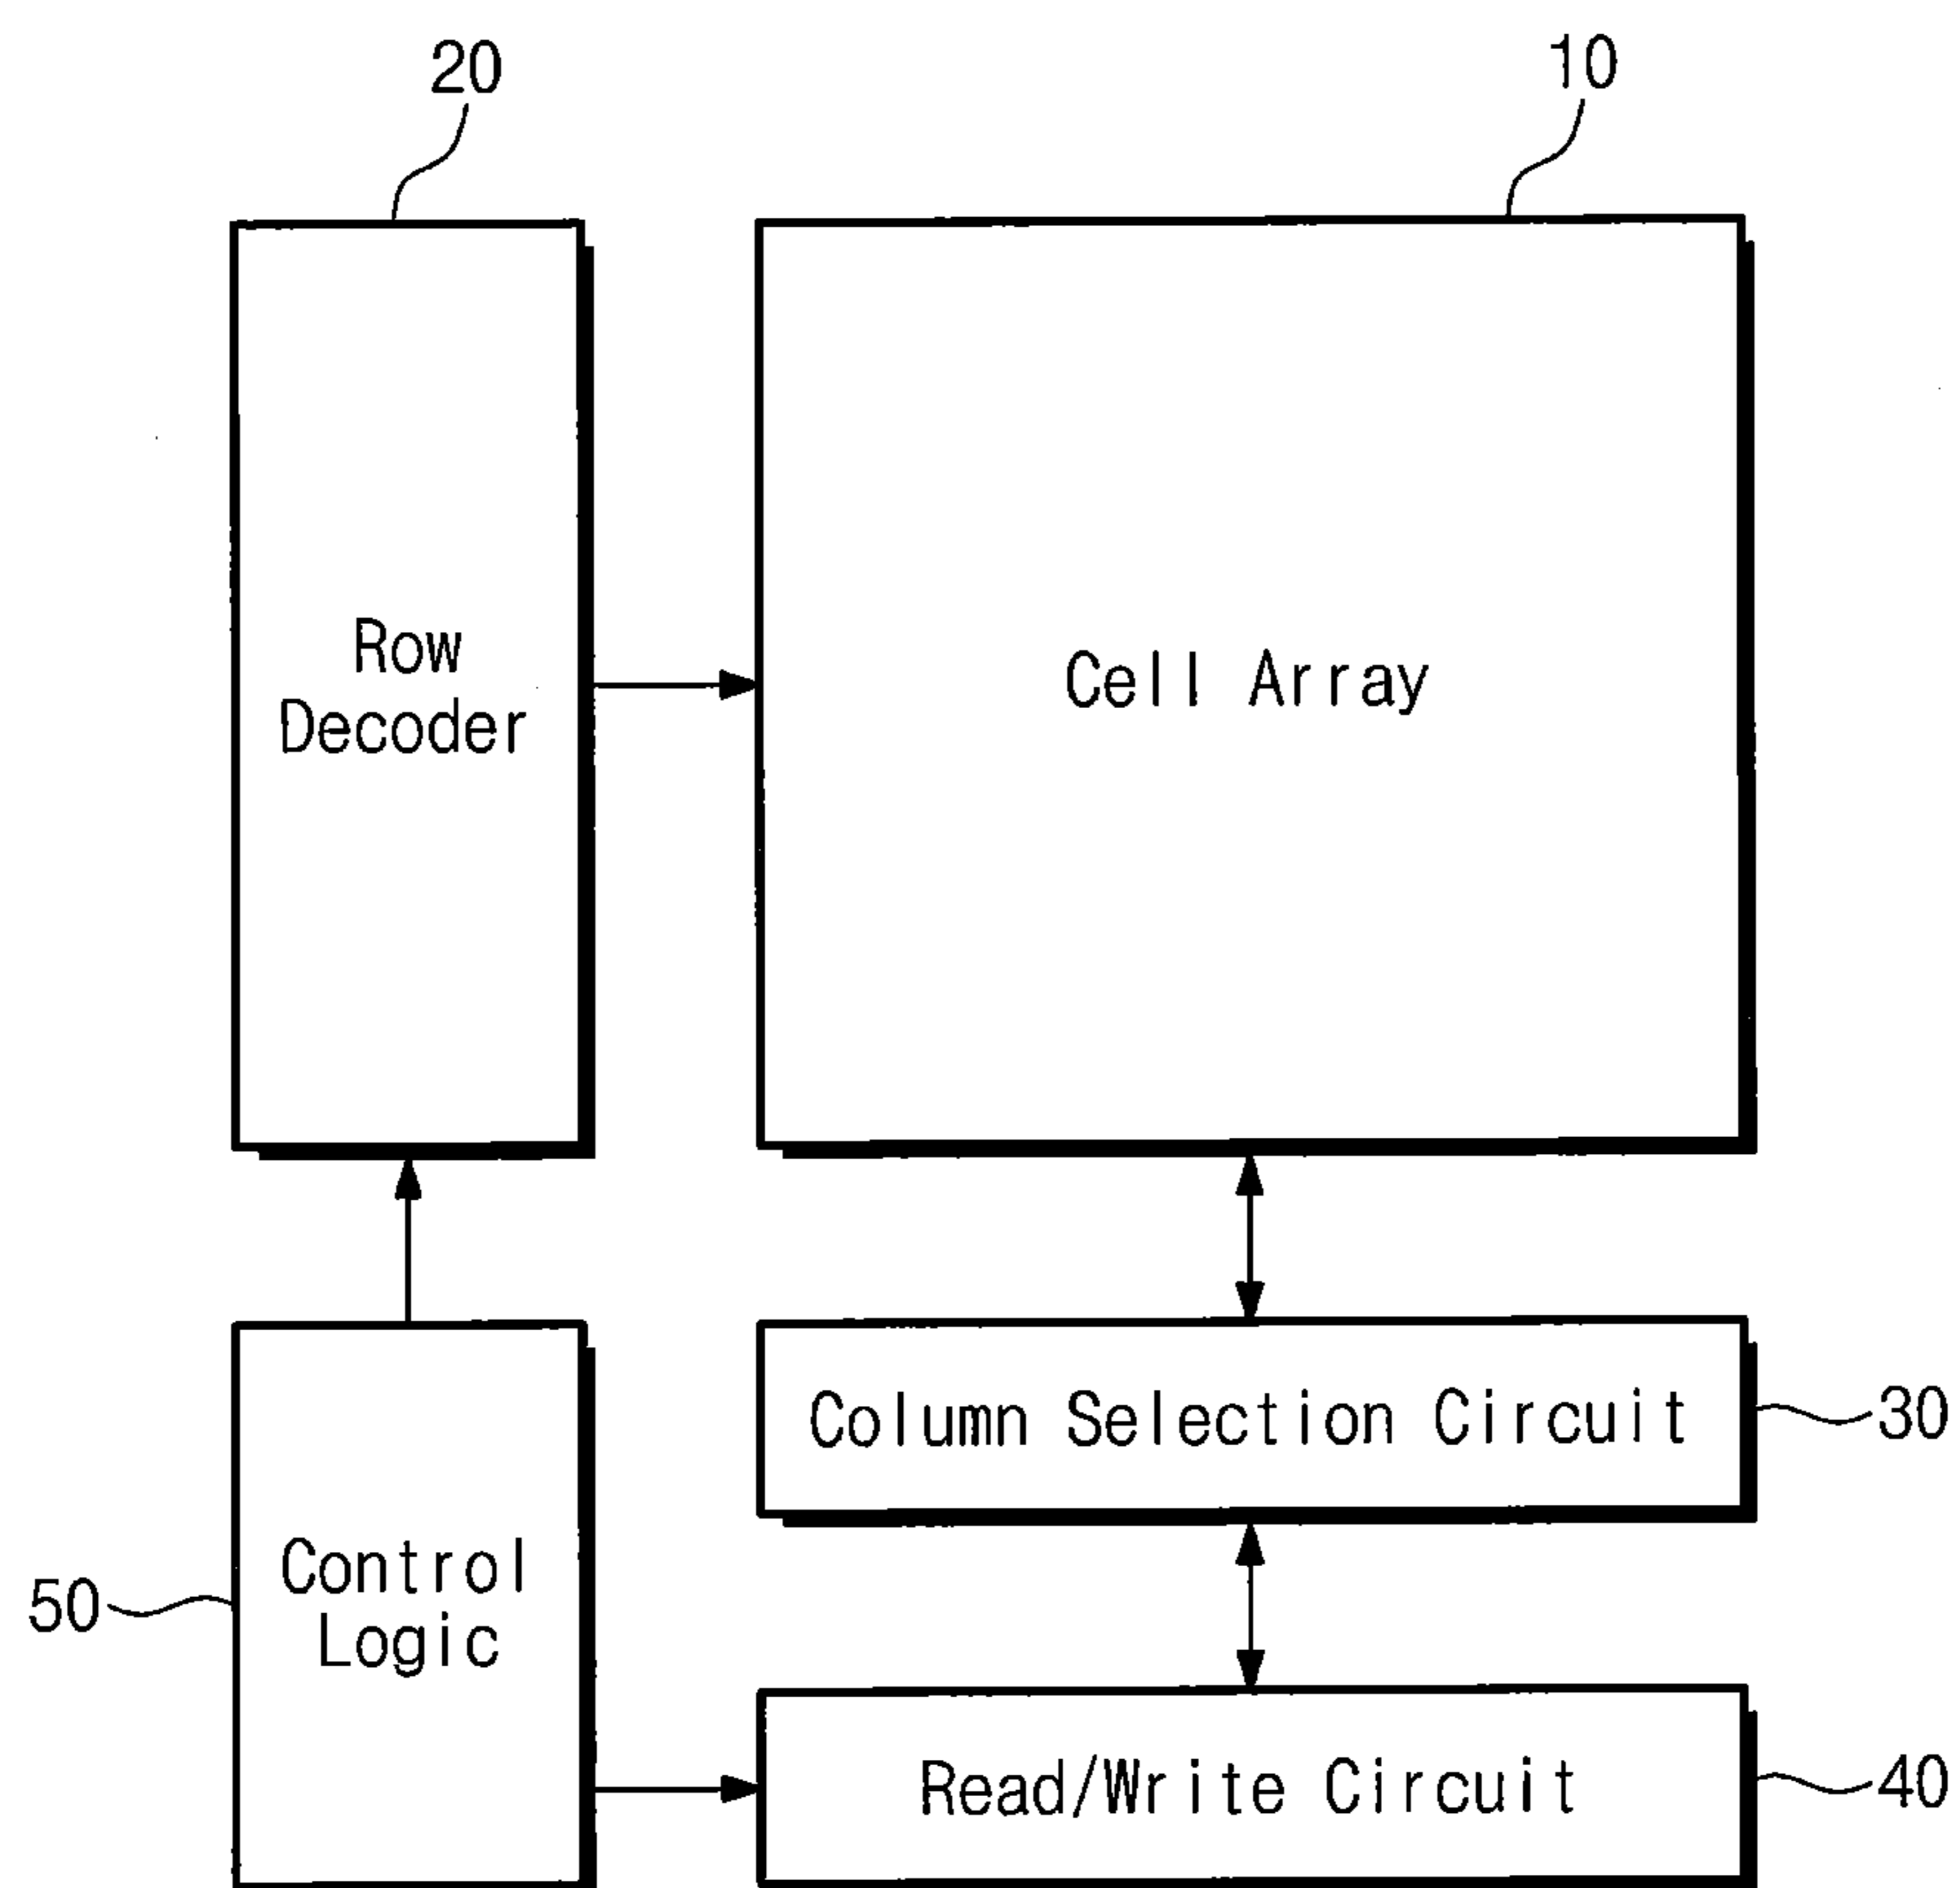 20
10
Row
Decoder
Cell Array
Column Selection Circuit
30
Control
Logic
50
Read/Write Circuit
40